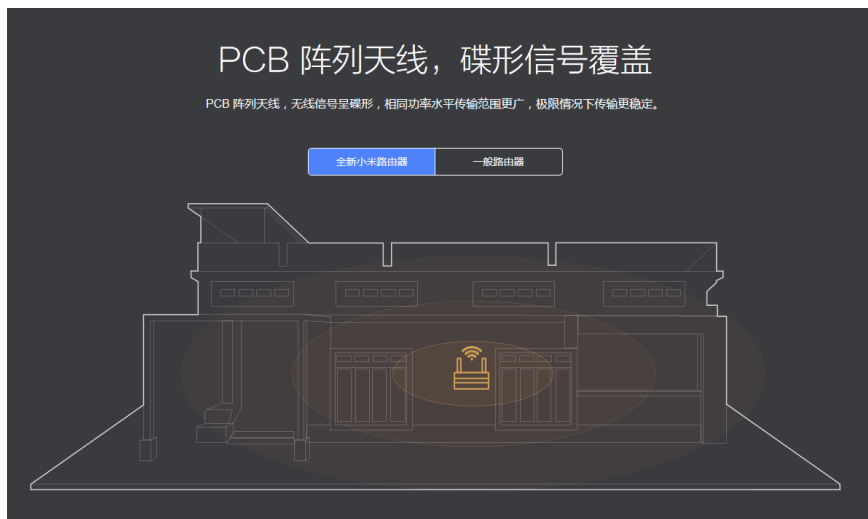 PCB 阵列天线，碟形信号覆盖
PCB 阵列天线，无线信号呈碟形，相同功率水平传输范围更广，极限情况下传输更稳定。
全新小米路由器
一般路由器